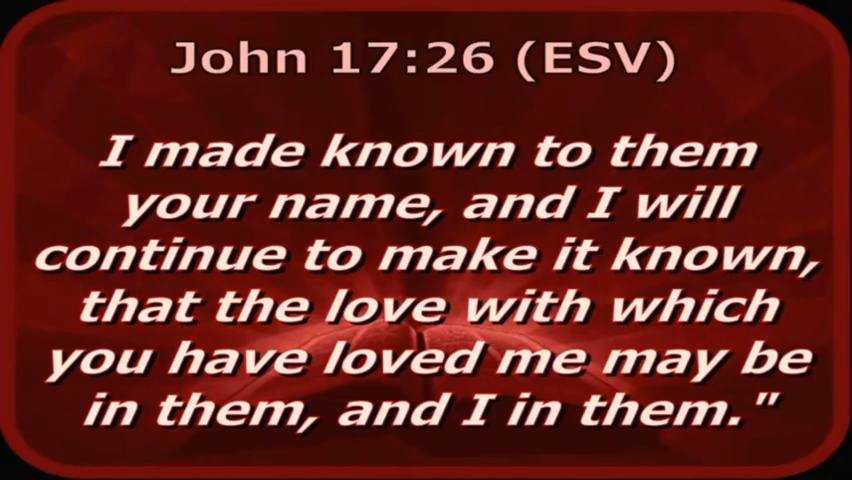 John 17:26 (ESV)
I made known to them
your name, and I will
continue to make it known,
that the love with which
you have loved me may be
in them, and I in them."